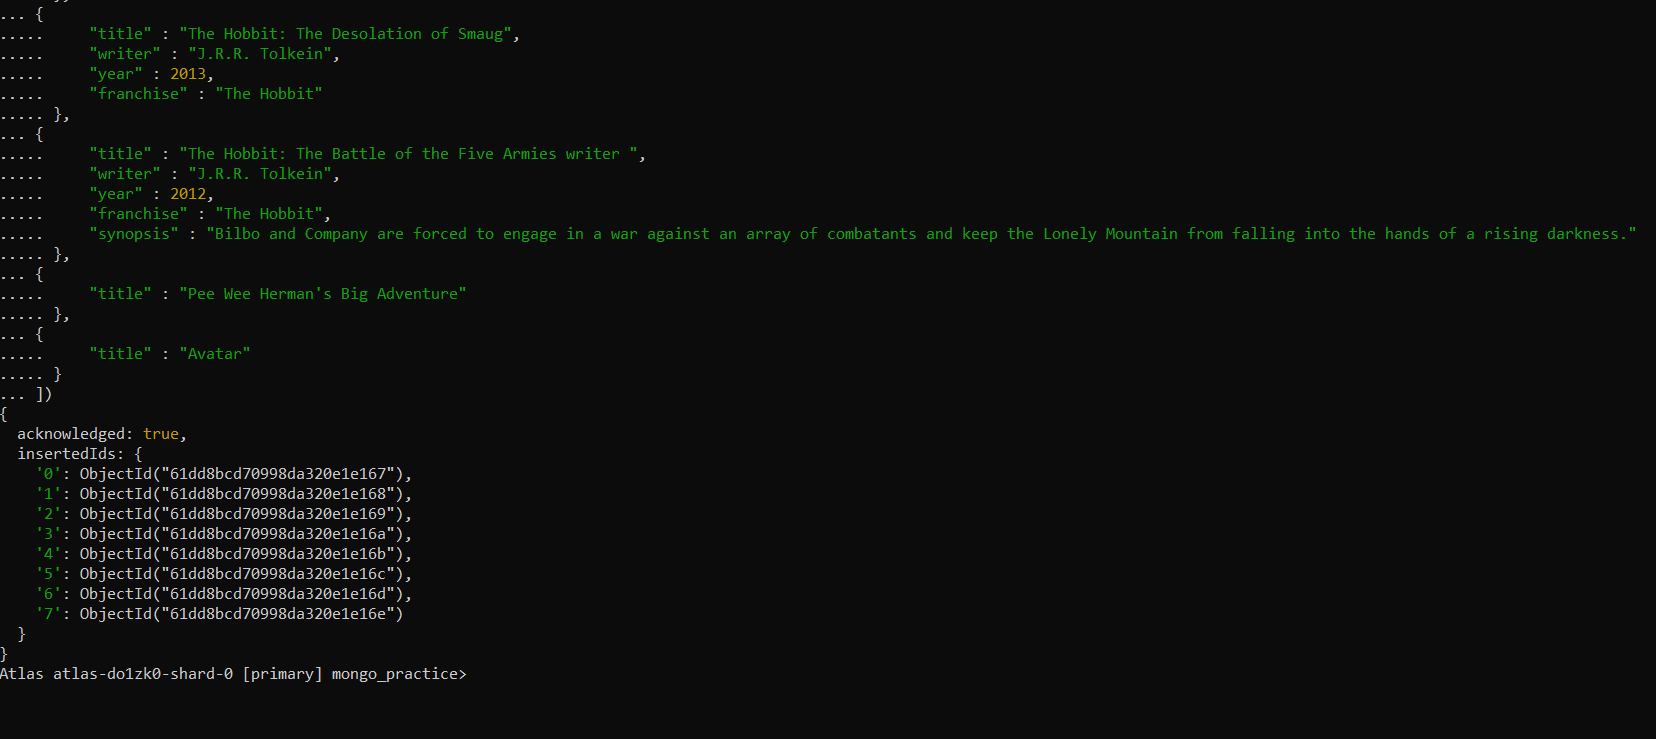 ... {
.....     "title" : "The Hobbit: The Desolation of Smaug",
.....     "writer" : "J.R.R. Tolkein",
.....     "year" : 2013,
.....     "franchise" : "The Hobbit"
..... },
... {
.....     "title" : "The Hobbit: The Battle of the Five Armies writer ",
.....     "writer" : "J.R.R. Tolkein",
.....     "year" : 2012,
.....     "franchise" : "The Hobbit",
.....     "synopsis" : "Bilbo and Company are forced to engage in a war against an array of combatants and keep the Lonely Mountain from falling into the hands of a rising darkness."
..... },
... {
.....     "title" : "Pee Wee Herman's Big Adventure"
..... },
... {
.....     "title" : "Avatar"
..... }
... ])
{
  acknowledged: true,
  insertedIds: {
    '0': ObjectId("61dd8bcd70998da320e1e167"),
    '1': ObjectId("61dd8bcd70998da320e1e168"),
    '2': ObjectId("61dd8bcd70998da320e1e169"),
    '3': ObjectId("61dd8bcd70998da320e1e16a"),
    '4': ObjectId("61dd8bcd70998da320e1e16b"),
    '5': ObjectId("61dd8bcd70998da320e1e16c"),
    '6': ObjectId("61dd8bcd70998da320e1e16d"),
    '7': ObjectId("61dd8bcd70998da320e1e16e")
  }
}
Atlas atlas-do1zk0-shard-0 [primary] mongo_practice>